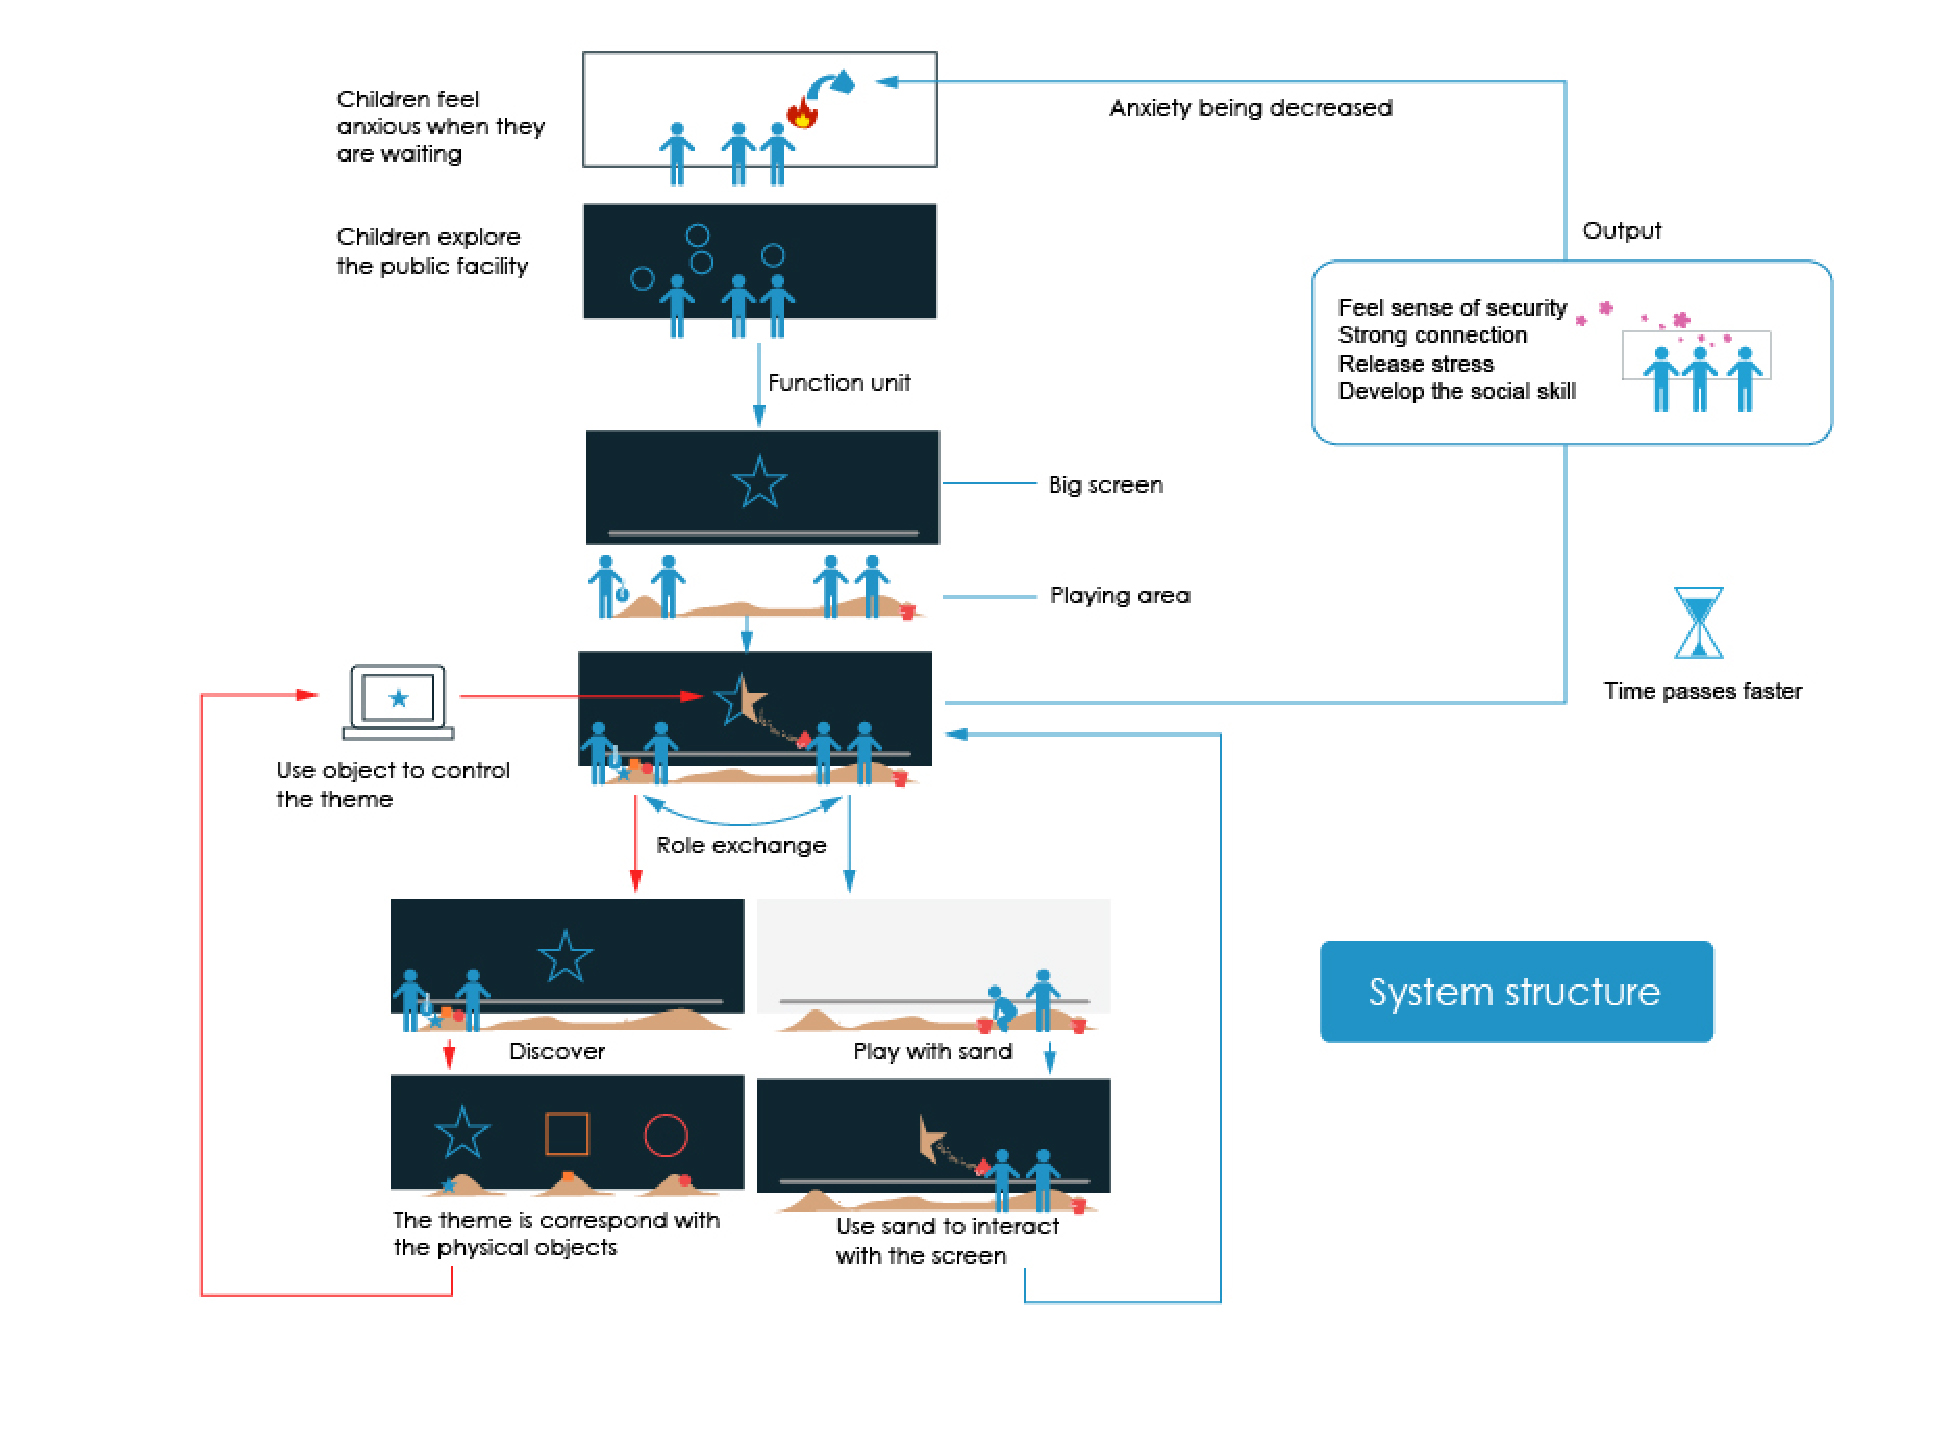 Children feel
anxious when they
are waiting
Anxiety being decreased
Children explore
the public facility
Output
Feel sense of security
Strong connection
Release stress
Develop the social skill
Function unit
Big screen
Playing area
Time passes faster
Use object to control
the theme
Role exchange
System structure
Discover
Play with sand
The theme is correspond with
the physical objects
Use sand to interact
with the screen